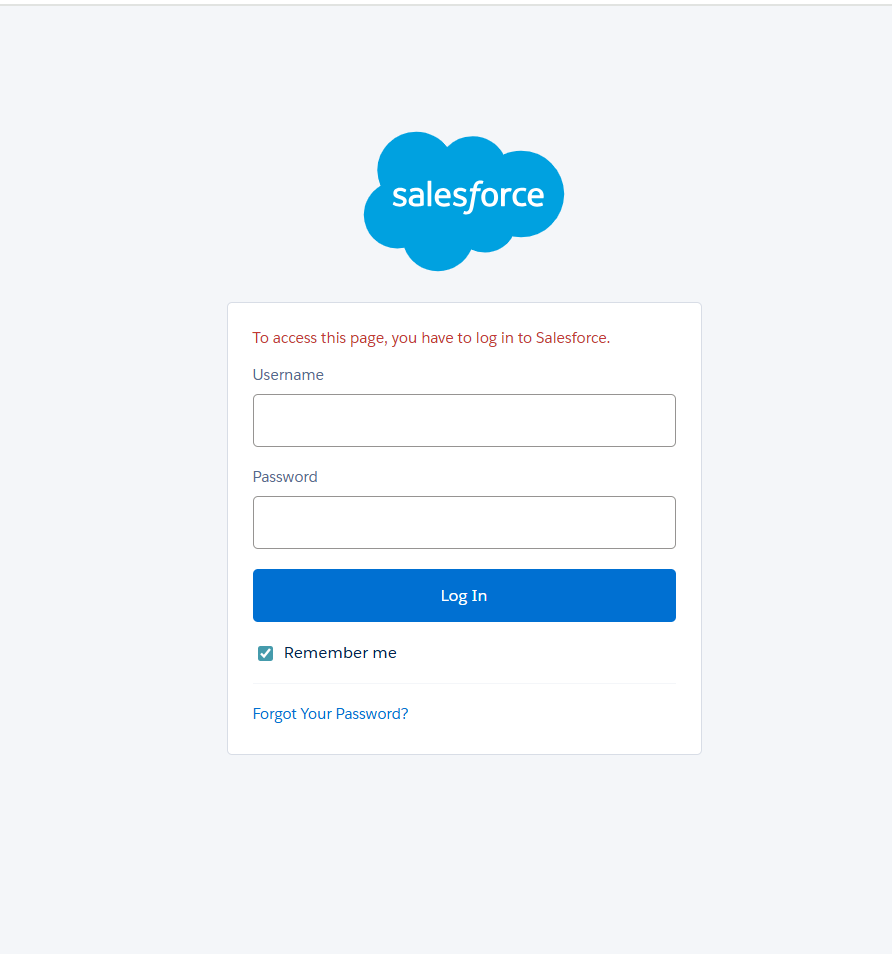 salesforce
To access this page, you have to log in to Salesforce.
Username
Password
Log In
Remember me
Forgot Your Password?